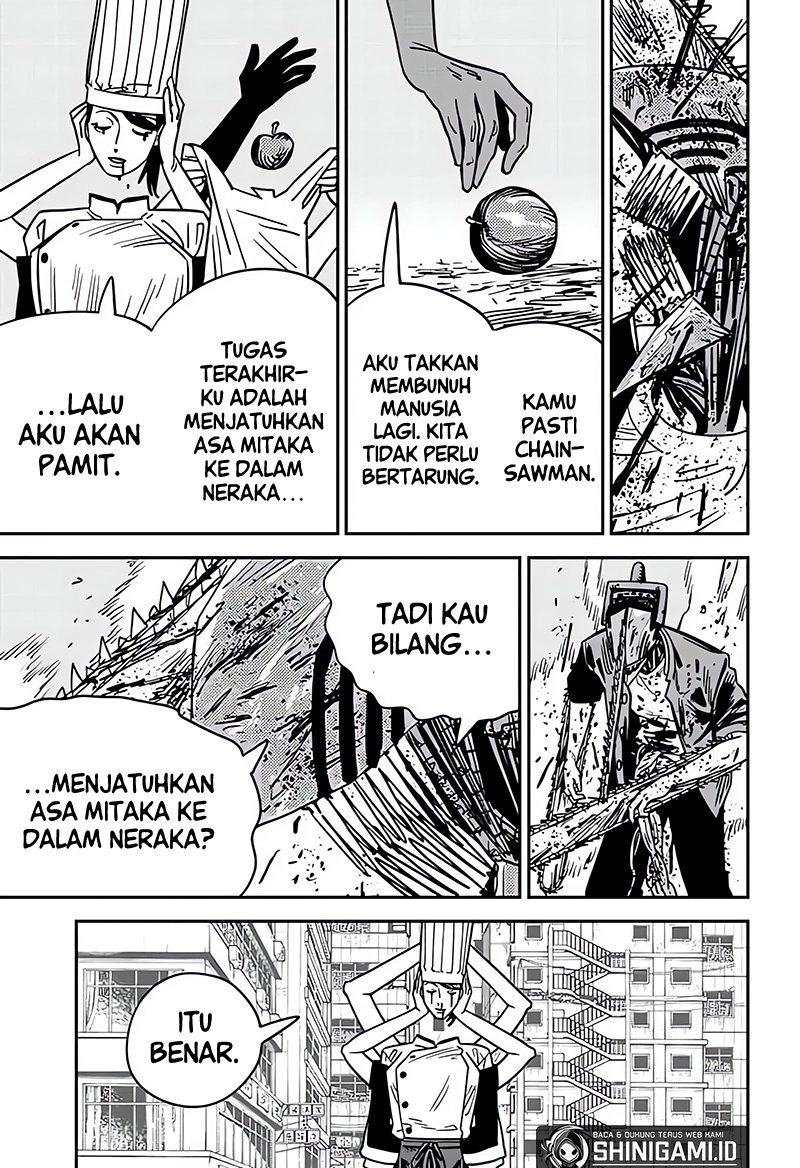 KAMU
PASTI
CHAIN-
SAWMAN.
AKU TAKKAN
MEMBUNUH
MANUSIA
LAGI. KITA
TIDAK PERLU
BERTARUNG.
TUGAS
TERAKHIR-
KU ADALAH
MENJATUHKAN
ASA MITAKA
KE DALAM
NERAKA...
...LALU
AKU AKAN
PAMIT.
TADI KAU
BILANG...
...MENJATUHKAN
ASA MITAKA KE
DALAM NERAKA?
ITU
BENAR.
BACA & DUKUNG TERUS WEB KAMI
SHINIGAMI.ID